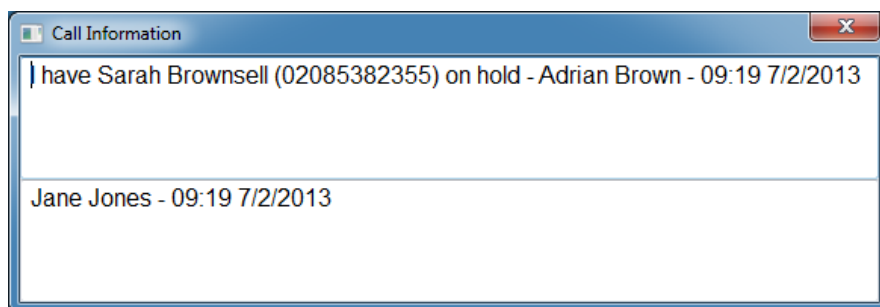 Call Information
I have Sarah Brownsell (02085382355) on hold - Adrian Brown - 09:19 7/2/2013
Jane Jones - 09:19 7/2/2013